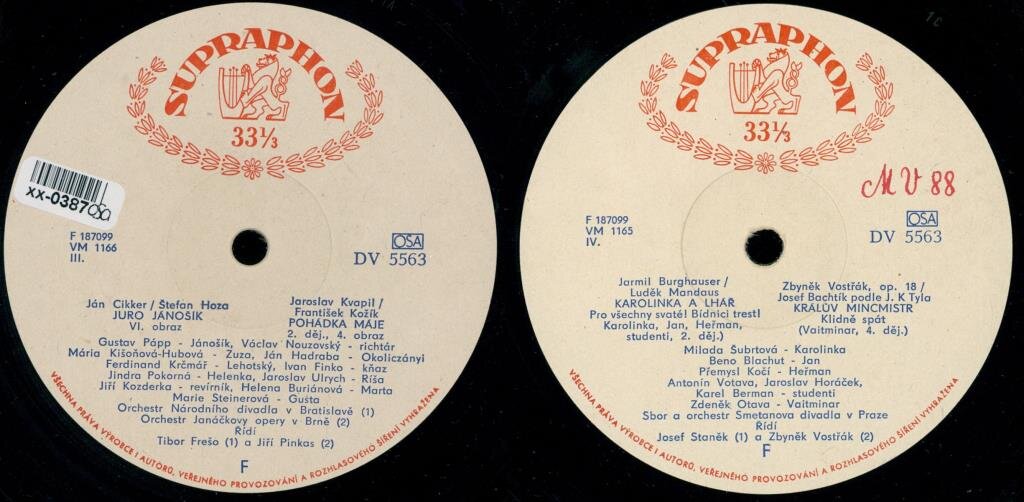 SUPRAPHON
33⅓
xx-0387
OSA
F 187099
VM 1166
III.
OSA
DV 5563
Ján Cikker / Štefan Hoza
JURO JÁNOŠÍK
VI. obraz
Jaroslav Kvapil /
František Kožík
POHÁDKA MÁJE
2. děj., 4. obraz
Gustav Pápp - Jánošík, Václav Nouzovský - richtár
Mária Kišoňová-Hubová - Zuza, Ján Hadraba - Okoličányi
Ferdinand Krčmář - Lehotský, Ivan Finko - kňaz
Jindra Pokorná - Helenka, Jaroslav Ulrych - Ríša
Jiří Kozderka - revírník, Helena Buriánová - Marta
Marie Steinerová - Gusta
Orchestr Národního divadla v Bratislavě (1)
Orchestr Janáčkovy opery v Brně (2)
Řídí
Tibor Frešo (1) a Jiří Pinkas (2)
F
VŠECHNA PRÁVA VÝROBCE I AUTORŮ, VEŘEJNÉHO PROVOZOVÁNÍ A ROZHLASOVÉHO ŠÍŘENÍ VYHRAŽENA
SUPRAPHON
33⅓
MV 88
F 187099
VM 1165
IV.
OSA
DV 5563
Jarmil Burghauser /
Luděk Mandaus
KAROLINKA A LHÁŘ
Pro všechny svaté! Bídníci trest!
Karolinka, Jan, Heřman,
studenti, 2. děj.)
Zbyněk Vostřák, op. 18 /
Josef Bachtík podle J. K Tyla
KRÁLŮV MINCMISTR
Klidně spát
(Vaitminar, 4. děj.)
Milada Šubrtová - Karolinka
Beno Blachut - Jan
Přemysl Kočí - Heřman
Antonín Votava, Jaroslav Horáček,
Karel Berman - studenti
Zdeněk Otava - Vaitminar
Sbor a orchestr Smetanova divadla v Praze
Řídí
Josef Staněk (1) a Zbyněk Vostřák (2)
F
VŠECHNA PRÁVA VÝROBCE I AUTORŮ, VEŘEJNÉHO PROVOZOVÁNÍ A ROZHLASOVÉHO ŠÍŘENÍ VYHRAŽENA